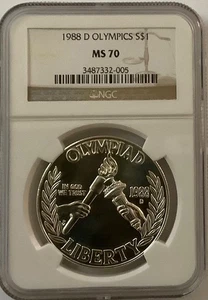 1988 D OLYMPICS S$1
MS 70
3487332-005
NGC
OLYMPIAD
IN GOD
WE TRUST
1988
D
LIBERTY